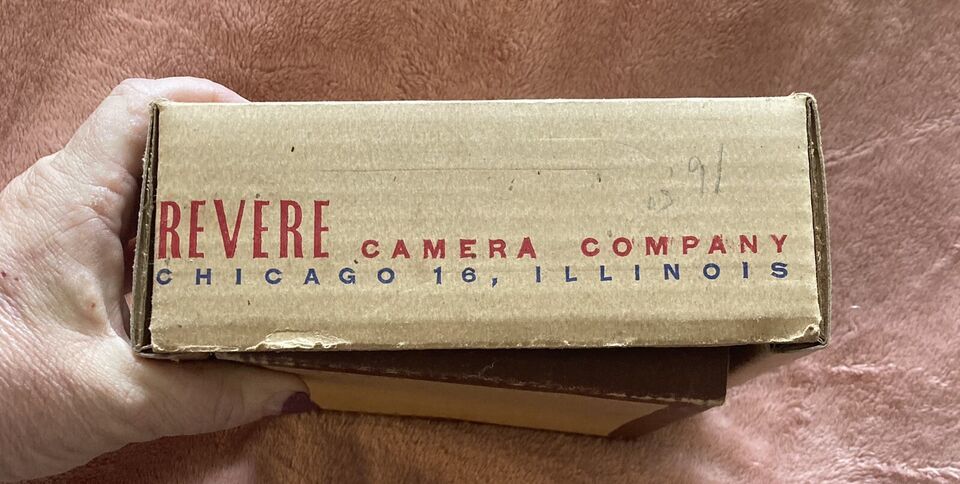 REVERE CAMERA COMPANY
CHICAGO 16, ILLINOIS